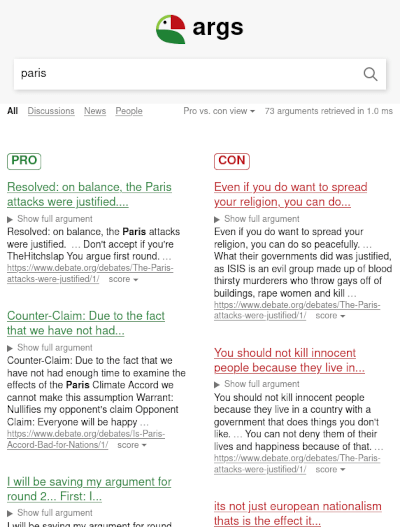 args
paris
All Discussions News People Pro vs. con view 73 arguments retrieved in 1.0 ms
PRO
Resolved: on balance, the Paris
attacks were justified....
Show full argument
Resolved: on balance, the Paris attacks
were justified. … Don't accept if you're
TheHitchslap You argue first round. …
https://www.debate.org/debates/The-Paris-
attacks-were-justified/1/ score
Counter-Claim: Due to the fact
that we have not had...
Show full argument
Counter-Claim: Due to the fact that we
have not had enough time to examine the
effects of the Paris Climate Accord we
cannot make this assumption Warrant:
Nullifies my opponent's claim Opponent
Claim: Everyone will be happy …
https://www.debate.org/debates/Is-Paris-
Accord-Bad-for-Nations/1/ score
I will be saving my argument for
round 2... First: I...
Show full argument
I will be saving my argument for round
CON
Even if you do want to spread
your religion, you can do...
Show full argument
Even if you do want to spread your
religion, you can do so peacefully. …
What their governments did was justified,
as ISIS is an evil group made up of blood
thirsty murderers who throw gays off of
buildings, rape women and kill …
https://www.debate.org/debates/The-Paris-
attacks-were-justified/1/ score
You should not kill innocent
people because they live in...
Show full argument
You should not kill innocent people
because they live in a country with a
government that does things you don't
like. … You can not deny them of their
lives and happiness because of that. …
https://www.debate.org/debates/The-Paris-
attacks-were-justified/1/ score
its not just european nationalism
thats is the effect it...